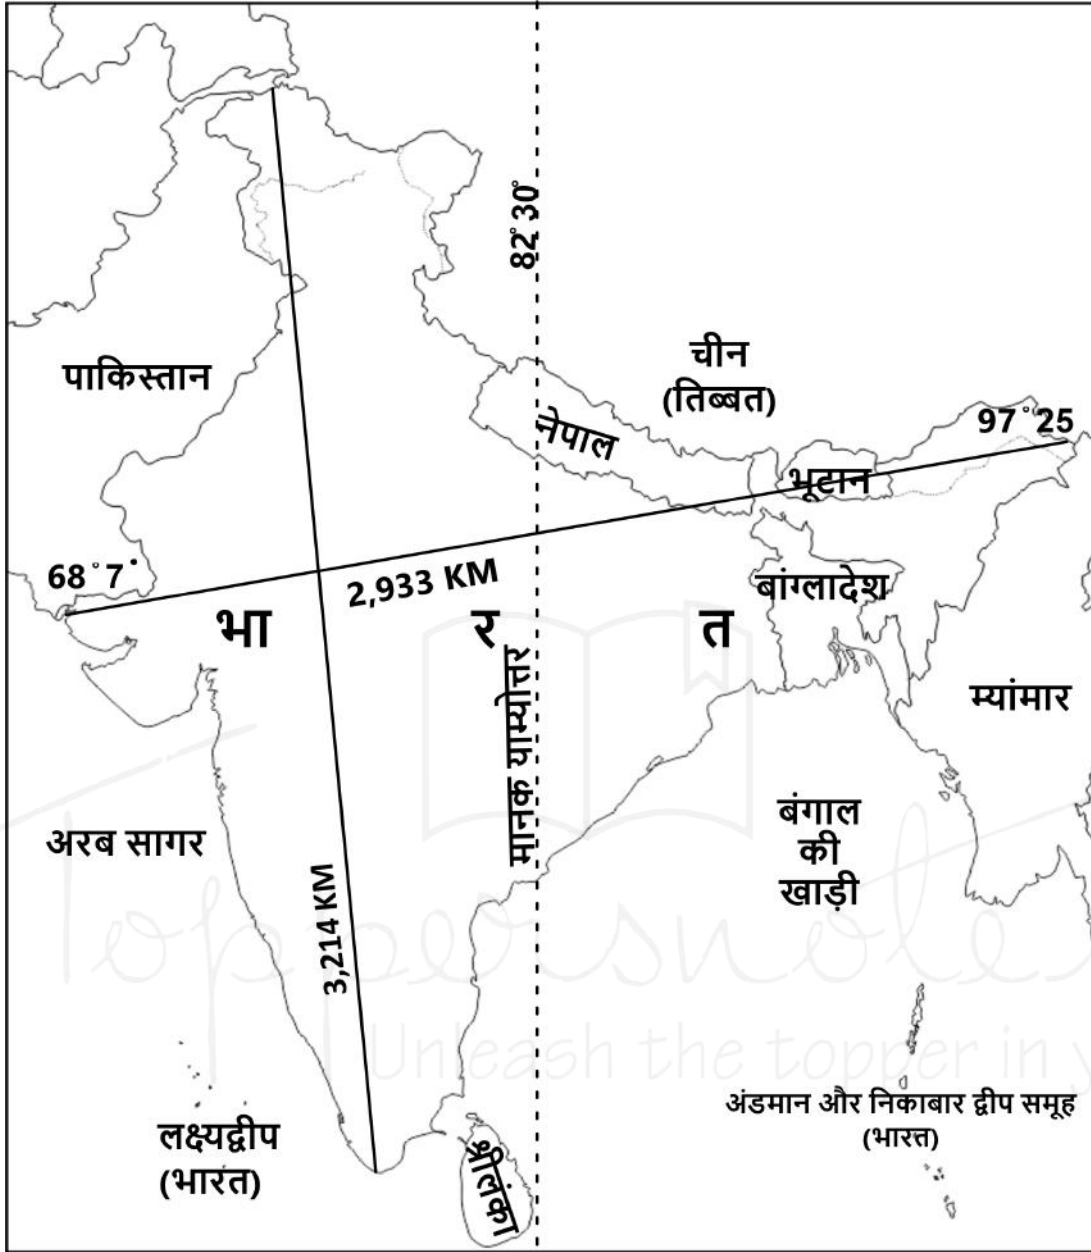 82°30°
चीन
(तिब्बत)
पाकिस्तान
97°25
नेपाल
भूटान
68°7
2,933 KM
बांग्लादेश
भा र त
मानक याम्योत्तर
म्यांमार
बंगाल
की
खाड़ी
अरब सागर
3,214 KM
Toppersnote
Unleash the topper in y
अंडमान और निकाबार द्वीप समूह
(भारत)
लक्ष्यद्वीप
(भारत)
श्रीलंका